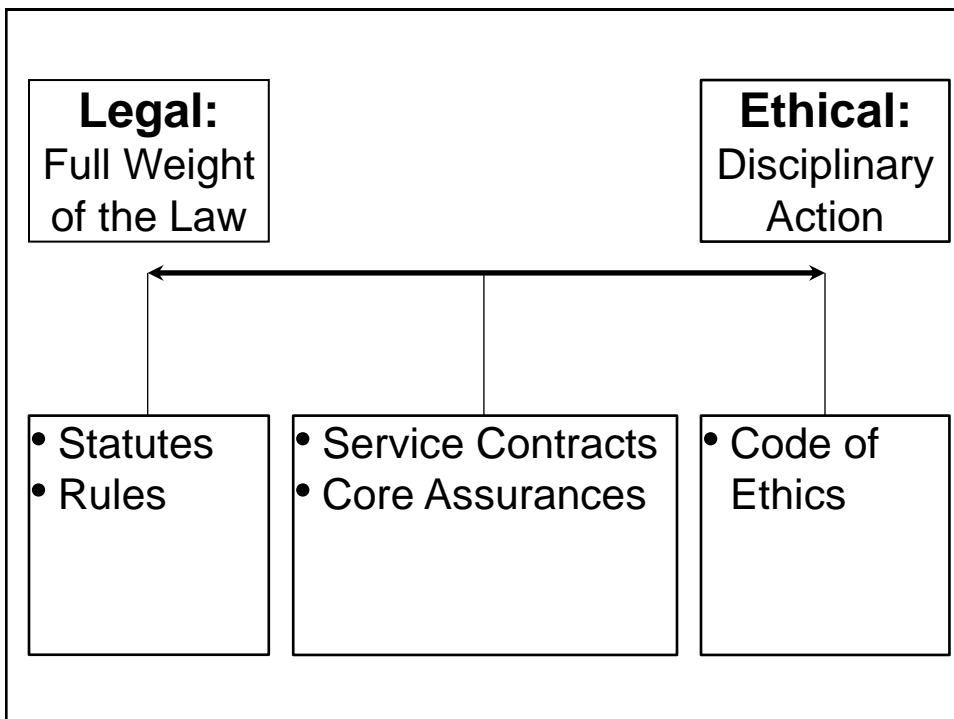 Legal:
Full Weight
of the Law
Ethical:
Disciplinary
Action
• Statutes
• Rules
• Service Contracts
• Core Assurances
• Code of
Ethics